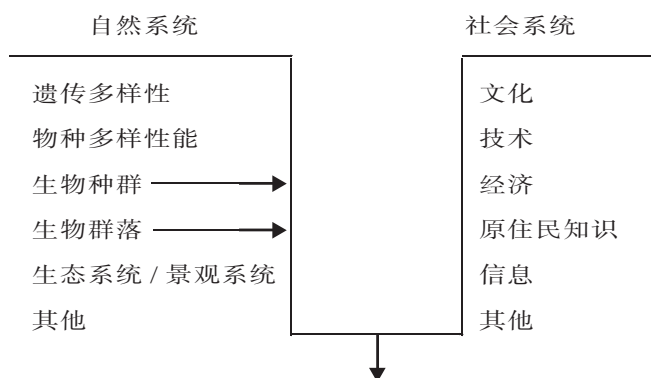 自然系统
社会系统
遗传多样性
物种多样性能
生物种群
生物群落
生态系统 / 景观系统
其他
文化
技术
经济
原住民知识
信息
其他